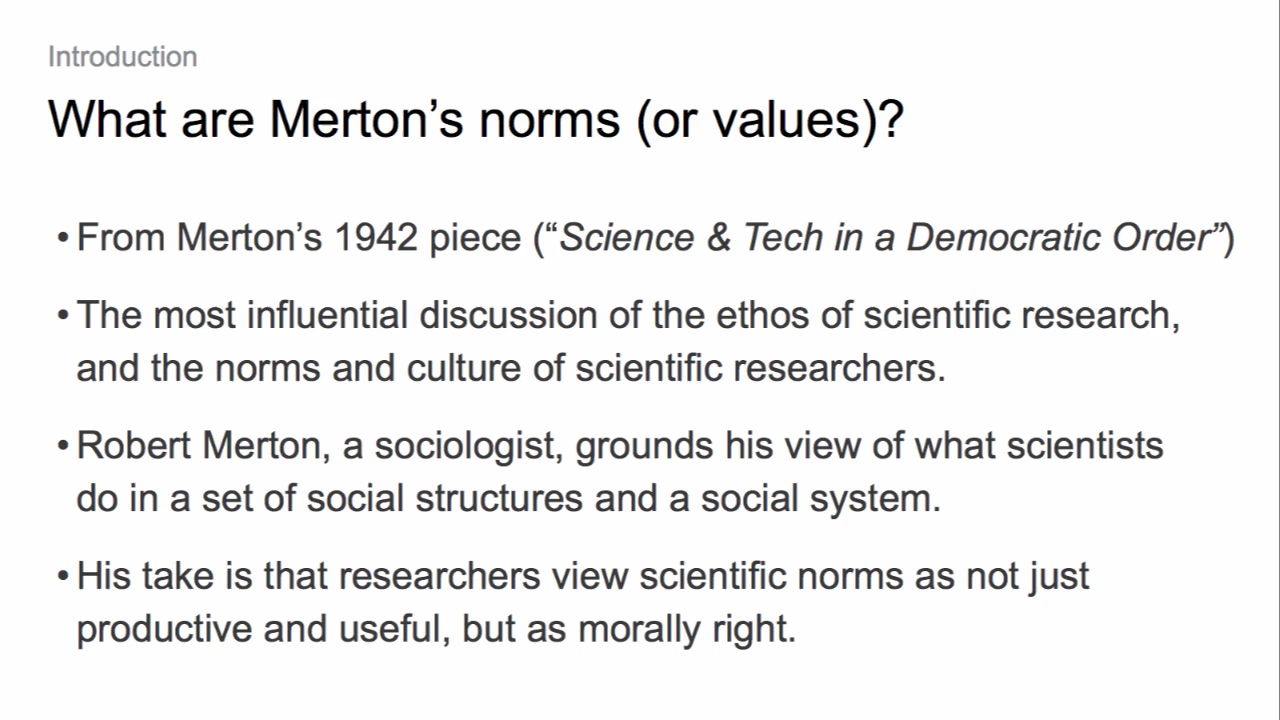 Introduction
What are Merton’s norms (or values)?
• From Merton’s 1942 piece (“Science & Tech in a Democratic Order”)
• The most influential discussion of the ethos of scientific research,
and the norms and culture of scientific researchers.
• Robert Merton, a sociologist, grounds his view of what scientists
do in a set of social structures and a social system.
• His take is that researchers view scientific norms as not just
productive and useful, but as morally right.